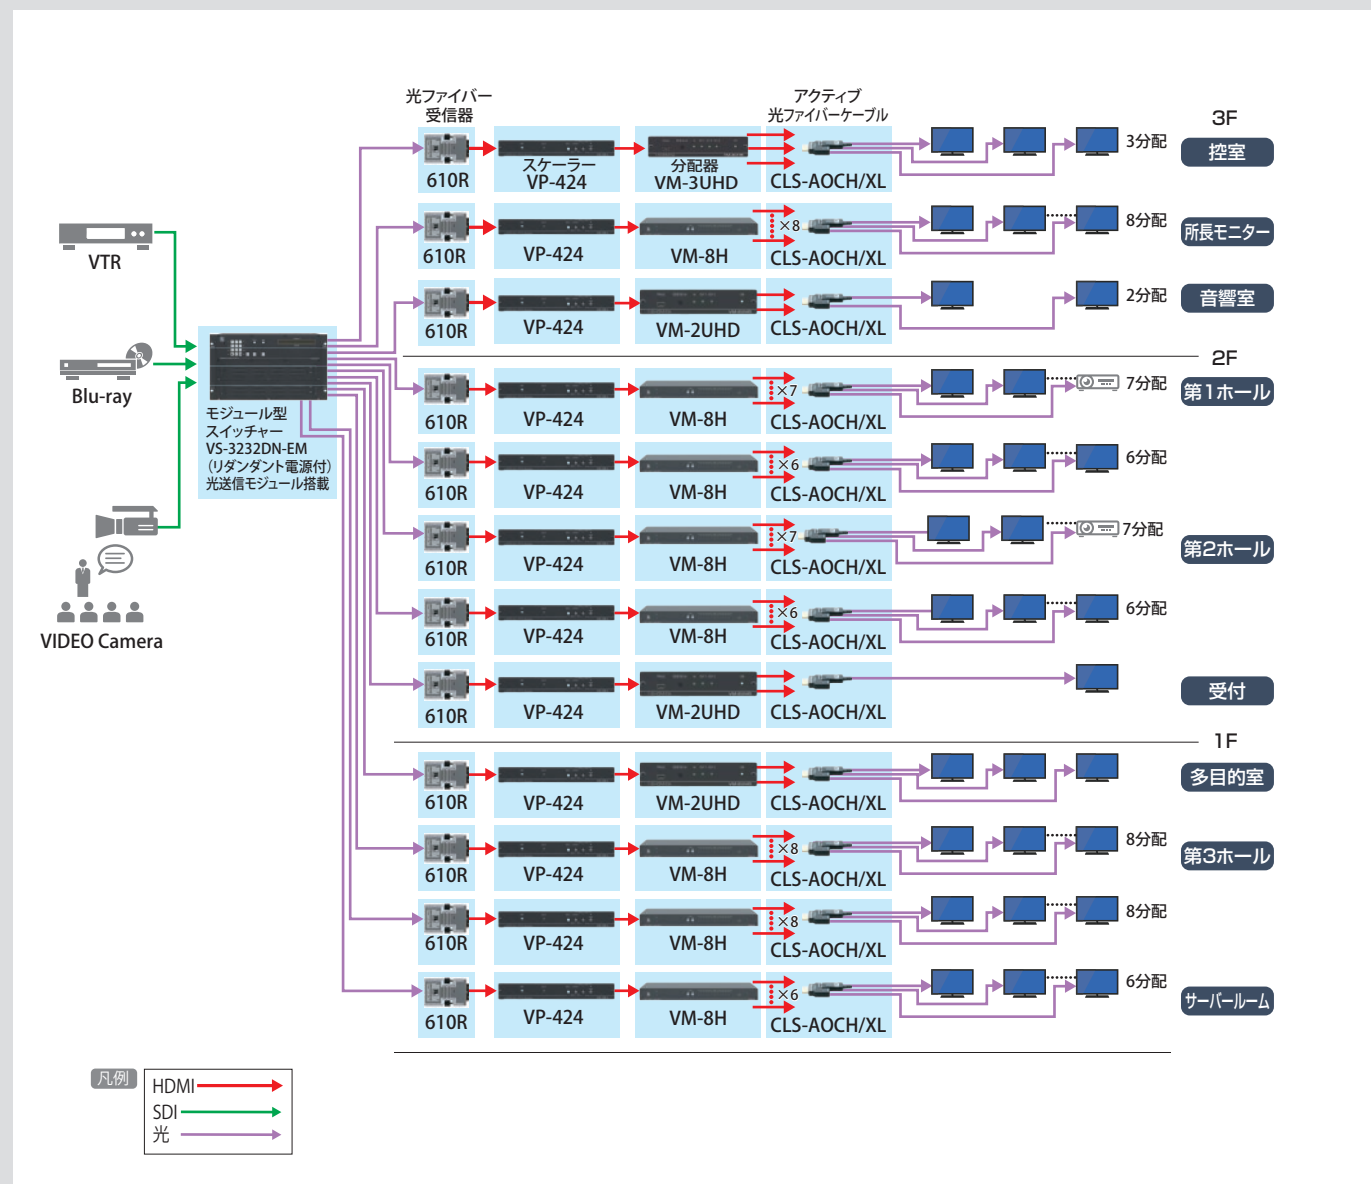 光ファイバー
受信器
アクティブ
光ファイバーケーブル
3F
610R
スケーラー
VP-424
分配器
VM-3UHD
CLS-AOCH/XL
3分配
控室
610R
VP-424
VM-8H
×8
CLS-AOCH/XL
8分配
所長モニター
610R
VP-424
VM-2UHD
CLS-AOCH/XL
2分配
音響室
VTR
Blu-ray
VIDEO Camera
モジュール型
スイッチャー
VS-3232DN-EM
（リダンダント電源付）
光送信モジュール搭載
2F
610R
VP-424
VM-8H
×7
CLS-AOCH/XL
7分配
第1ホール
610R
VP-424
VM-8H
×6
CLS-AOCH/XL
6分配
610R
VP-424
VM-8H
×7
CLS-AOCH/XL
7分配
第2ホール
610R
VP-424
VM-8H
×6
CLS-AOCH/XL
6分配
610R
VP-424
VM-2UHD
CLS-AOCH/XL
受付
1F
610R
VP-424
VM-2UHD
CLS-AOCH/XL
多目的室
610R
VP-424
VM-8H
×8
CLS-AOCH/XL
8分配
第3ホール
610R
VP-424
VM-8H
×8
CLS-AOCH/XL
8分配
610R
VP-424
VM-8H
×6
CLS-AOCH/XL
6分配
サーバールーム
凡例
HDMI
SDI
光